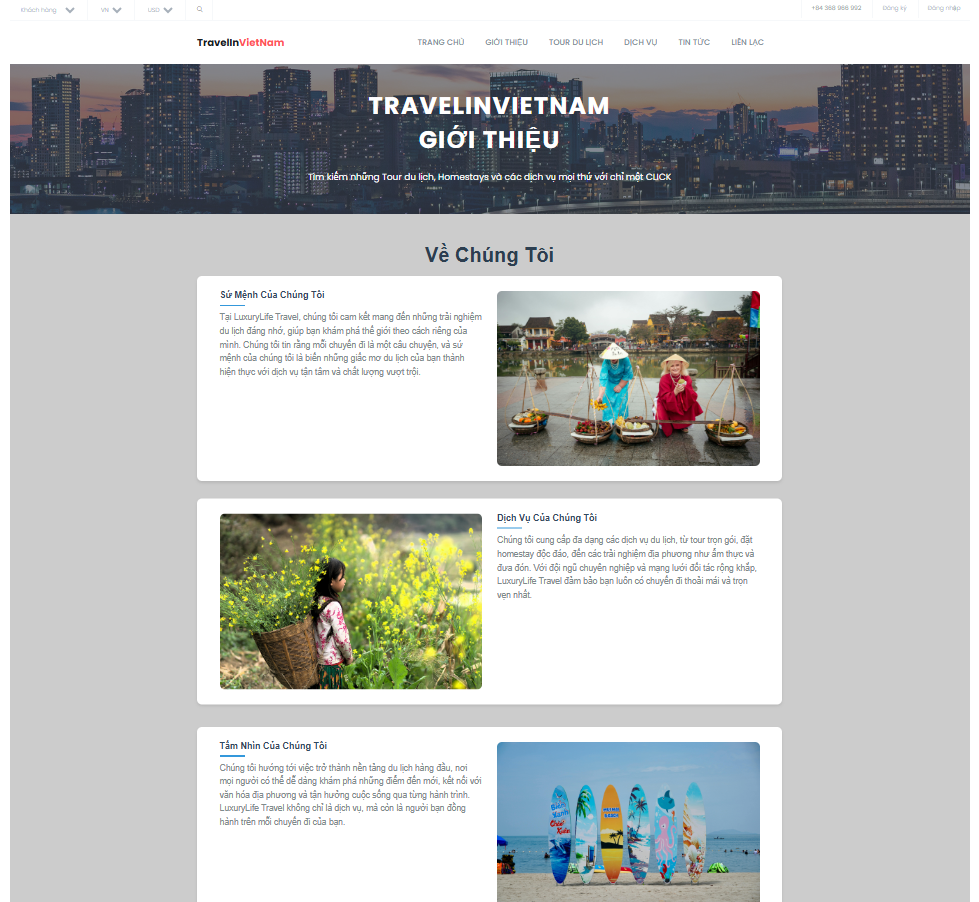 Khách hàng
VN
USD
+84 368 986 992
Đăng ký
Đăng nhập
TravelInVietNam
TRANG CHỦ
GIỚI THIỆU
TOUR DU LỊCH
DỊCH VỤ
TIN TỨC
LIÊN LẠC
TRAVELINVIETNAM
GIỚI THIỆU
Tìm kiếm những Tour du lịch, Homestays và các dịch vụ mọi thứ với chỉ một CLICK
Về Chúng Tôi
Sứ Mệnh Của Chúng Tôi
Tại LuxuryLife Travel, chúng tôi cam kết mang đến những trải nghiệm
du lịch đáng nhớ, giúp bạn khám phá thế giới theo cách riêng của
mình. Chúng tôi tin rằng mỗi chuyến đi là một câu chuyện, và sứ
mệnh của chúng tôi là biến những giấc mơ du lịch của bạn thành
hiện thực với dịch vụ tận tâm và chất lượng vượt trội.
Dịch Vụ Của Chúng Tôi
Chúng tôi cung cấp đa dạng các dịch vụ du lịch, từ tour trọn gói, đặt
homestay độc đáo, đến các trải nghiệm địa phương như ẩm thực và
đưa đón. Với đội ngũ chuyên nghiệp và mạng lưới đối tác rộng khắp,
LuxuryLife Travel đảm bảo bạn luôn có chuyến đi thoải mái và trọn
vẹn nhất.
Tầm Nhìn Của Chúng Tôi
Chúng tôi hướng tới việc trở thành nền tảng du lịch hàng đầu, nơi
mọi người có thể dễ dàng khám phá những điểm đến mới, kết nối với
văn hóa địa phương và tận hưởng cuộc sống qua từng hành trình.
LuxuryLife Travel không chỉ là dịch vụ, mà còn là người bạn đồng
hành trên mỗi chuyến đi của bạn.
Biển
Xanh